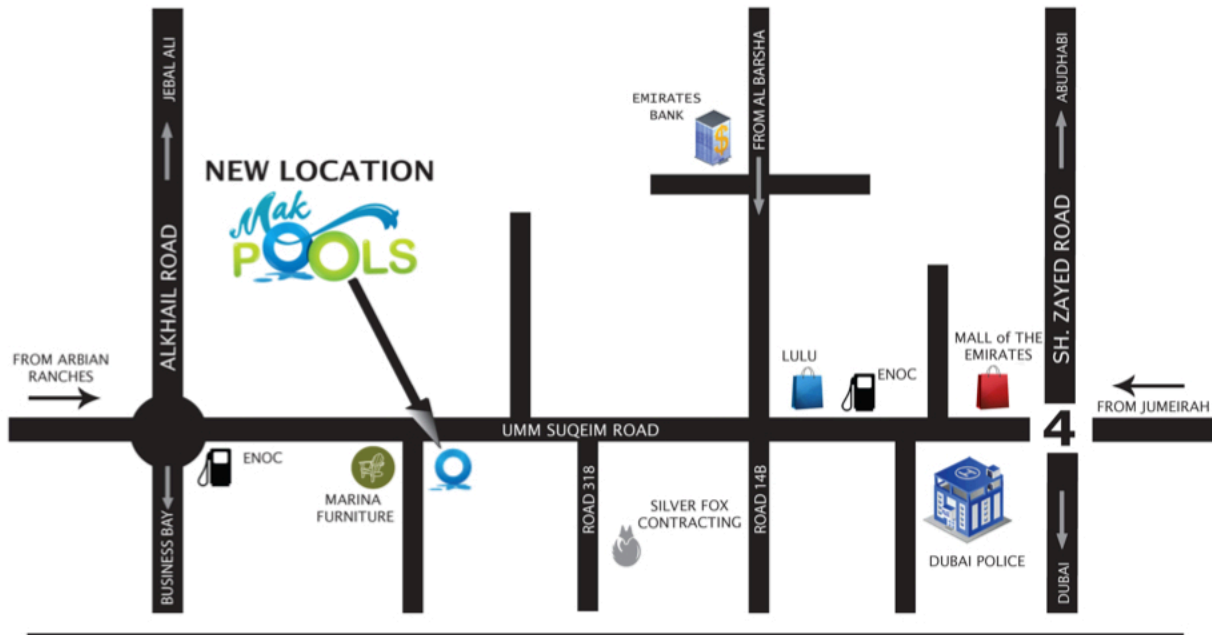 JEBAL ALI
ALKHAIL ROAD
BUSINESS BAY
FROM ARBIAN
RANCHES
NEW LOCATION
Mak
POOLS
ENOC
MARINA
FURNITURE
UMM SUQEIM ROAD
ROAD 318
SILVER FOX
CONTRACTING
EMIRATES
BANK
$
FROM AL BARSHA
ROAD 14B
LULU
ENOC
MALL of THE
EMIRATES
DUBAI POLICE
H
ABUDHABI
SH. ZAYED ROAD
4
DUBAI
FROM JUMEIRAH